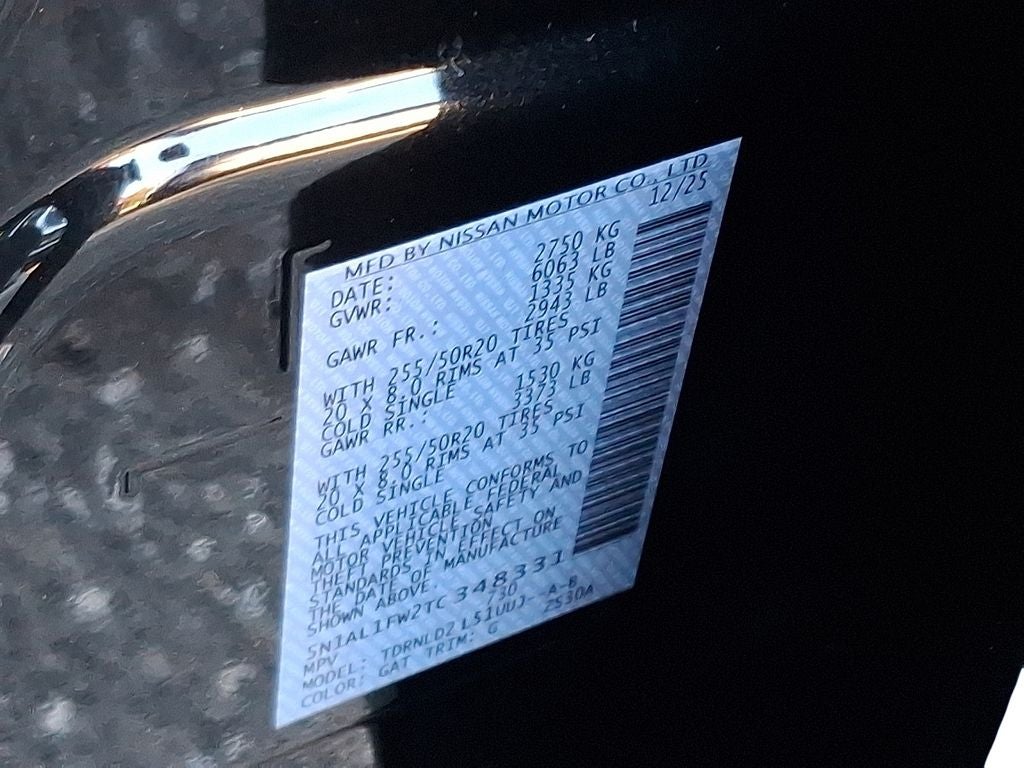 MFD BY NISSAN MOTOR CO., LTD
DATE: 12/25
GVWR: 2750 KG
6063 LB
GAWR FR.: 1335 KG
2943 LB
WITH 255/50R20 TIRES,
20 X 8.0 RIMS AT 35 PSI
COLD SINGLE
GAWR RR.: 1530 KG
3373 LB
WITH 255/50R20 TIRES,
20 X 8.0 RIMS AT 35 PSI
COLD SINGLE
THIS VEHICLE CONFORMS TO
ALL APPLICABLE FEDERAL
MOTOR VEHICLE SAFETY AND
THEFT PREVENTION
STANDARDS IN EFFECT ON
THE DATE OF MANUFACTURE
SHOWN ABOVE.
5N1AL1FW2TC348331
MPV 730
MODEL: TDRNLDZ L51UUJ--A-B
COLOR: GAT TRIM: G 2S30A